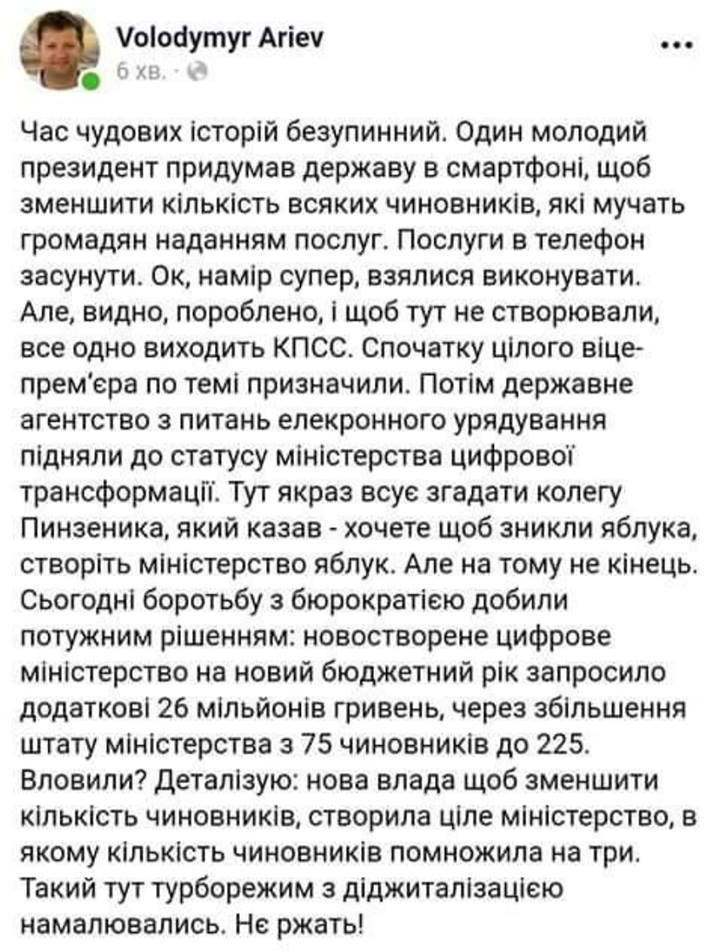 Volodymyr Ariev
6 хв. ·
Час чудових історій безупинний. Один молодий
президент придумав державу в смартфоні, щоб
зменшити кількість всяких чиновників, які мучать
громадян наданням послуг. Послуги в телефон
засунути. Ок, намір супер, взялися виконувати.
Але, видно, пороблено, і щоб тут не створювали,
все одно виходить КПСС. Спочатку цілого віце-
прем'єра по темі призначили. Потім державне
агентство з питань елекронного урядування
підняли до статусу міністерства цифрової
трансформації. Тут якраз всує згадати колегу
Пинзеника, який казав - хочете щоб зникли яблука,
створіть міністерство яблук. Але на тому не кінець.
Сьогодні боротьбу з бюрократією добили
потужним рішенням: новостворене цифрове
міністерство на новий бюджетний рік запросило
додаткові 26 мільйонів гривень, через збільшення
штату міністерства з 75 чиновників до 225.
Вловили? Деталізую: нова влада щоб зменшити
кількість чиновників, створила ціле міністерство, в
якому кількість чиновників помножила на три.
Такий тут турборежим з діджиталізацією
намалювались. Нє ржать!